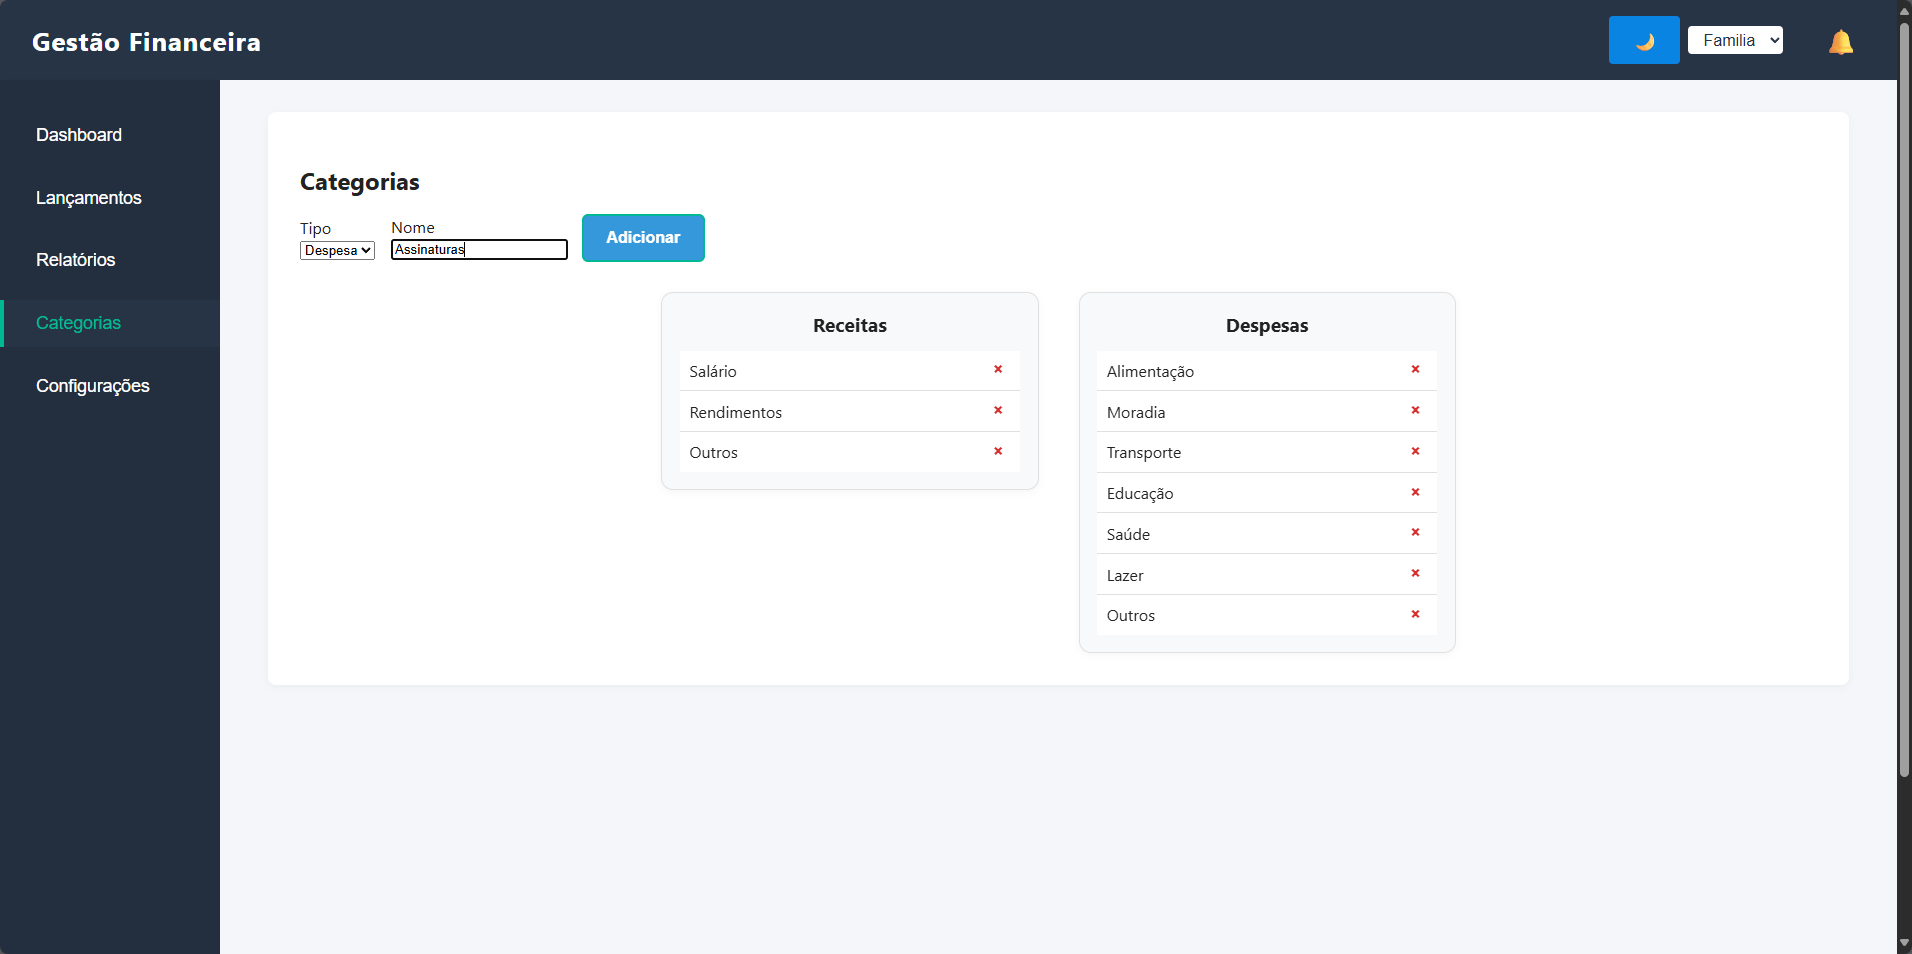 Gestão Financeira
Familia
Dashboard
Lançamentos
Relatórios
Categorias
Configurações
Categorias
Tipo
Nome
Despesa
Assinaturas
Adicionar
Receitas
Salário ×
Rendimentos ×
Outros ×
Despesas
Alimentação ×
Moradia ×
Transporte ×
Educação ×
Saúde ×
Lazer ×
Outros ×